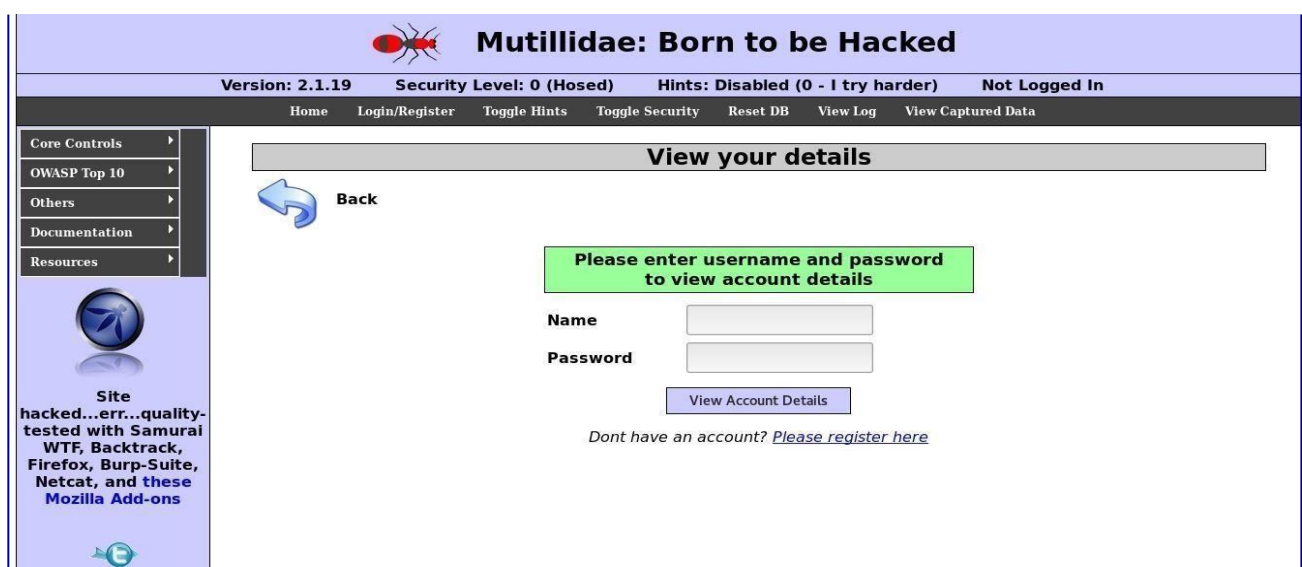 Mutillidae: Born to be Hacked
Version: 2.1.19 Security Level: 0 (Hosed) Hints: Disabled (0 - I try harder) Not Logged In
Home Login/Register Toggle Hints Toggle Security Reset DB View Log View Captured Data
Core Controls
OWASP Top 10
Others
Documentation
Resources
Site
hacked...err...quality-
tested with Samurai
WTF, Backtrack,
Firefox, Burp-Suite,
Netcat, and these
Mozilla Add-ons
View your details
Back
Please enter username and password
to view account details
Name
Password
View Account Details
Dont have an account? Please register here